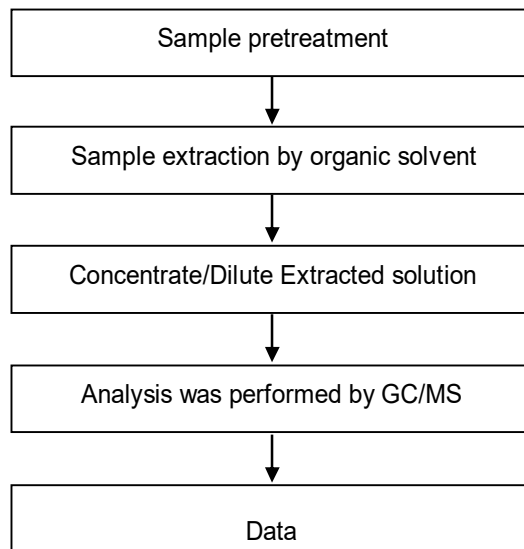 Sample pretreatment
Sample extraction by organic solvent
Concentrate/Dilute Extracted solution
Analysis was performed by GC/MS
Data